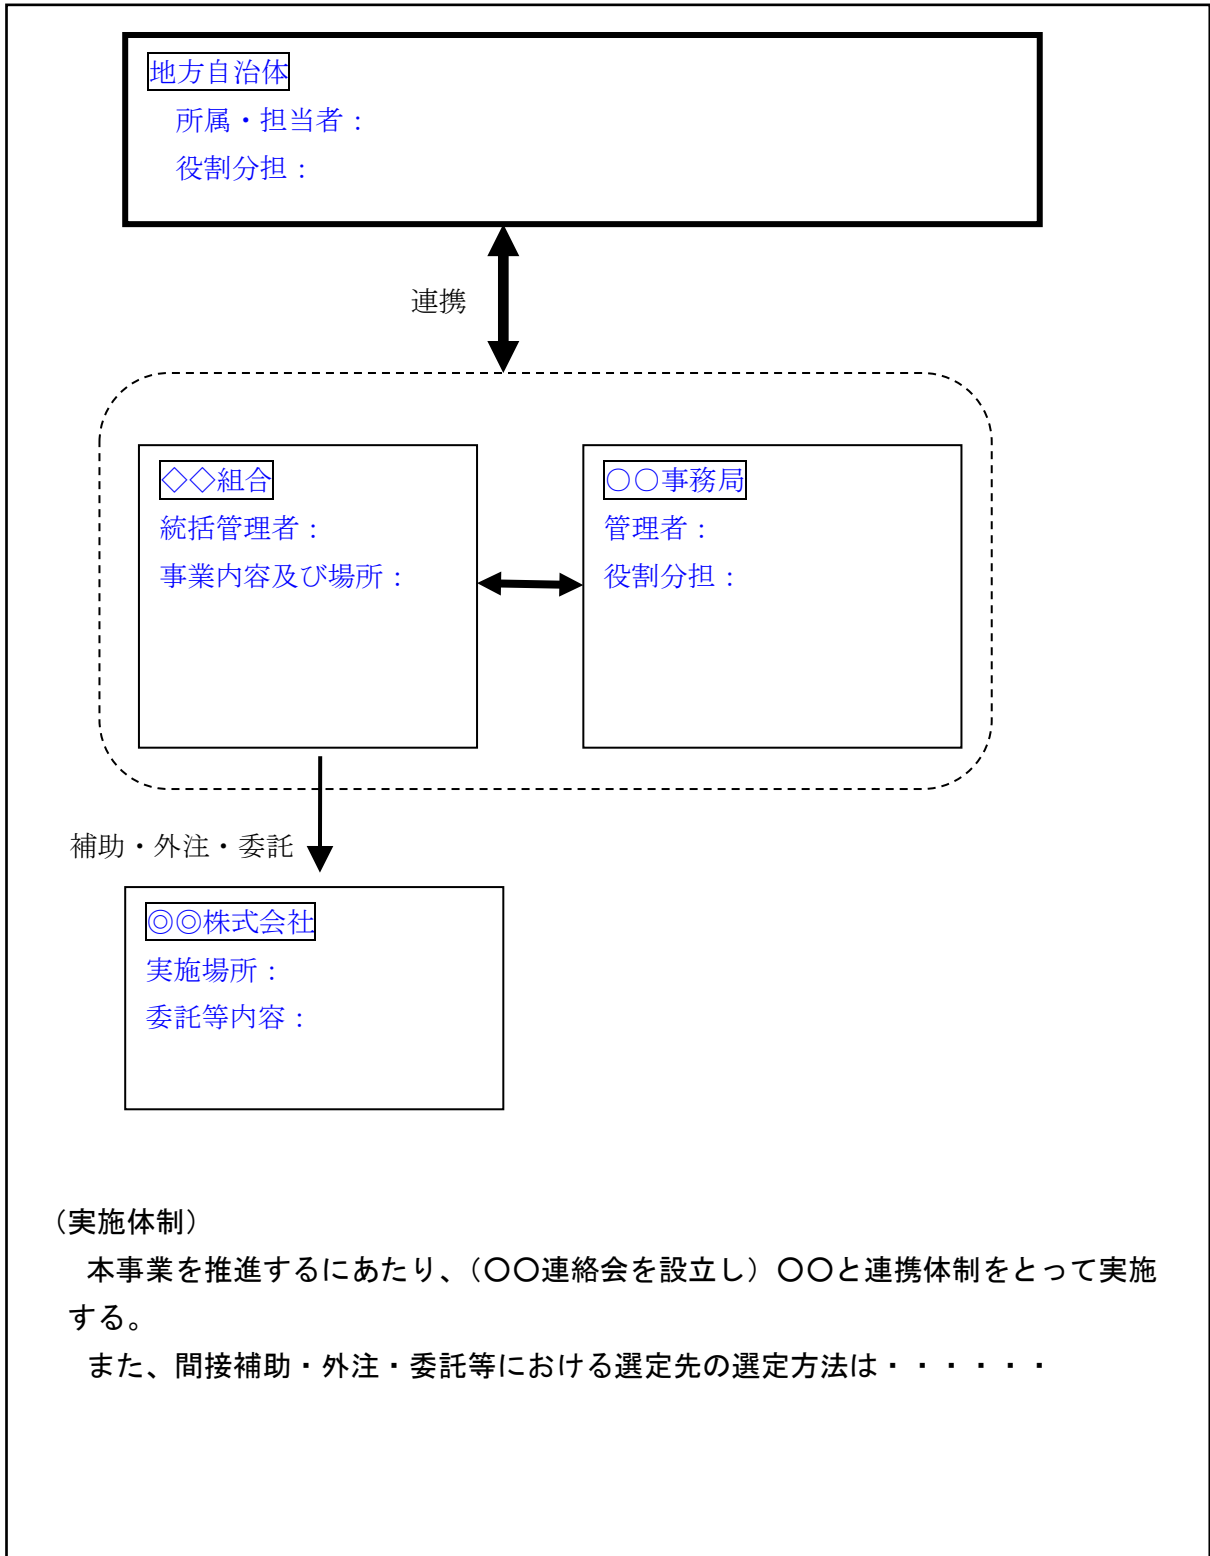 地方自治体
所属・担当者：
役割分担：
連携
◇◇組合
統括管理者：
事業内容及び場所：
○○事務局
管理者：
役割分担：
補助・外注・委託
◎◎株式会社
実施場所：
委託等内容：
（実施体制）
本事業を推進するにあたり、（〇〇連絡会を設立し）〇〇と連携体制をとって実施
する。
また、間接補助・外注・委託等における選定先の選定方法は・・・・・・